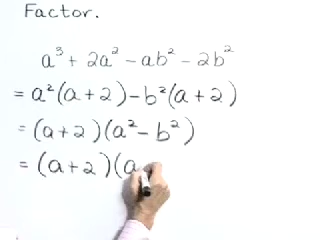 Factor.
a³ + 2a² - ab² - 2b²
= a²(a + 2) - b²(a + 2)
= (a + 2)(a² - b²)
= (a + 2)(a